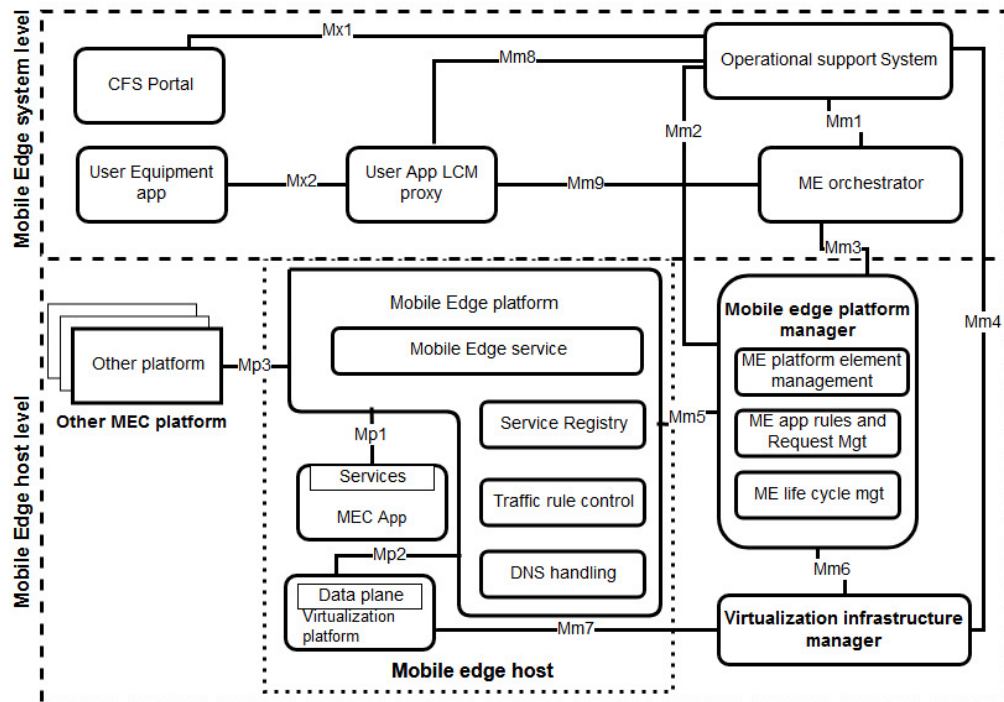 Mobile Edge system level
Mx1
CFS Portal
Mm8
Operational support System
Mm2
Mm1
User Equipment
app
Mx2
User App LCM
proxy
Mm9
ME orchestrator
Mm3
Mm4
Mobile Edge host level
Other platform
Other MEC platform
Mp3
Mobile Edge platform
Mobile Edge service
Service Registry
Traffic rule control
DNS handling
Mp1
Services
MEC App
Mp2
Data plane
Virtualization
platform
Mobile edge host
Mm5
Mobile edge platform
manager
ME platform element
management
ME app rules and
Request Mgt
ME life cycle mgt
Mm6
Mm7
Virtualization infrastructure
manager